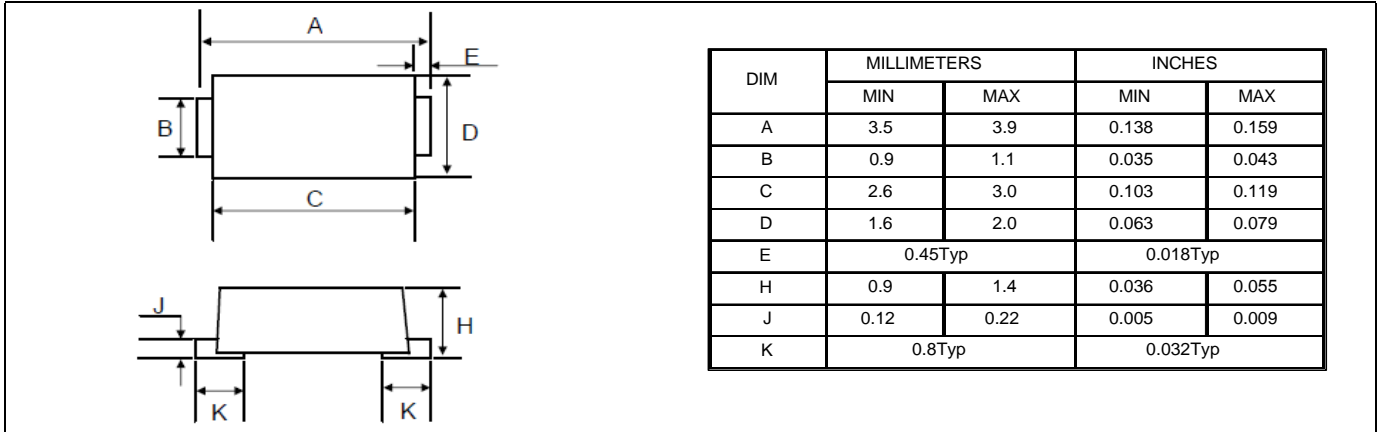 A
E
B
D
C
J
H
K
K
DIM MILLIMETERS INCHES
MIN MAX MIN MAX
A 3.5 3.9 0.138 0.159
B 0.9 1.1 0.035 0.043
C 2.6 3.0 0.103 0.119
D 1.6 2.0 0.063 0.079
E 0.45Typ 0.018Typ
H 0.9 1.4 0.036 0.055
J 0.12 0.22 0.005 0.009
K 0.8Typ 0.032Typ